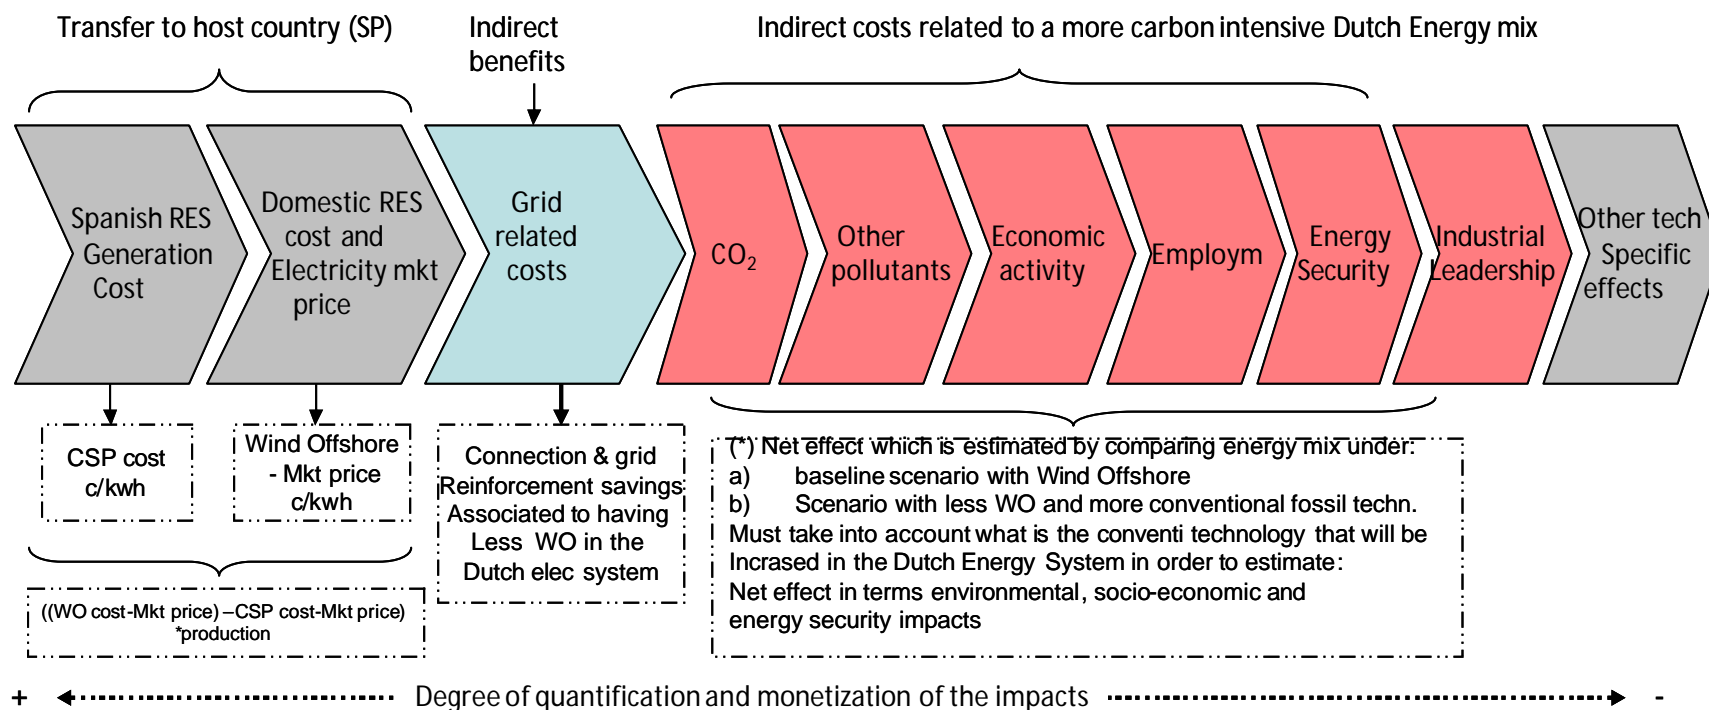 Transfer to host country (SP)
Indirect
benefits
Indirect costs related to a more carbon intensive Dutch Energy mix
Spanish RES
Generation
Cost
Domestic RES
cost and
Electricity mkt
price
Grid
related
costs
CO₂
Other
pollutants
Economic
activity
Employm
Energy
Security
Industrial
Leadership
Other tech
Specific
effects
CSP cost
c/kwh
Wind Offshore
- Mkt price
c/kwh
Connection & grid
Reinforcement savings
Associated to having
Less WO in the
Dutch elec system
(*) Net effect which is estimated by comparing energy mix under:
a) baseline scenario with Wind Offshore
b) Scenario with less WO and more conventional fossil techn.
Must take into account what is the conventi technology that will be
Incrased in the Dutch Energy System in order to estimate:
Net effect in terms environmental, socio-economic and
energy security impacts
((WO cost-Mkt price) –CSP cost-Mkt price)
*production
+ Degree of quantification and monetization of the impacts -